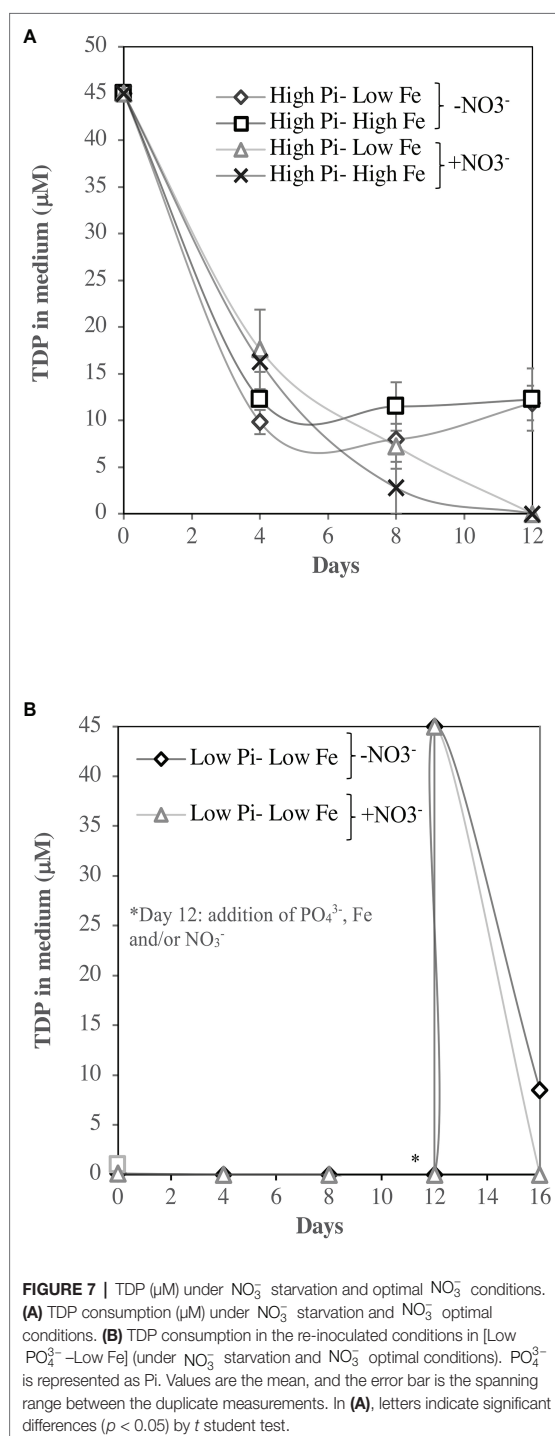 A
50
45
40
35
30
25
20
15
10
5
0
TDP in medium (µM)
High Pi- Low Fe
High Pi- High Fe
-NO3-
High Pi- Low Fe
High Pi- High Fe
+NO3-
0 2 4 6 8 10 12
Days
B
45
40
35
30
25
20
15
10
5
0
TDP in medium (µM)
Low Pi- Low Fe
-NO3-
Low Pi- Low Fe
+NO3-
*Day 12: addition of PO₄³⁻, Fe
and/or NO₃⁻
*
0 2 4 6 8 10 12 14 16
Days
FIGURE 7 | TDP (µM) under NO₃⁻ starvation and optimal NO₃⁻ conditions.
(A) TDP consumption (µM) under NO₃⁻ starvation and NO₃⁻ optimal
conditions. (B) TDP consumption in the re-inoculated conditions in [Low
PO₄³⁻ –Low Fe] (under NO₃⁻ starvation and NO₃⁻ optimal conditions). PO₄³⁻
is represented as Pi. Values are the mean, and the error bar is the spanning
range between the duplicate measurements. In (A), letters indicate significant
differences (p < 0.05) by t student test.